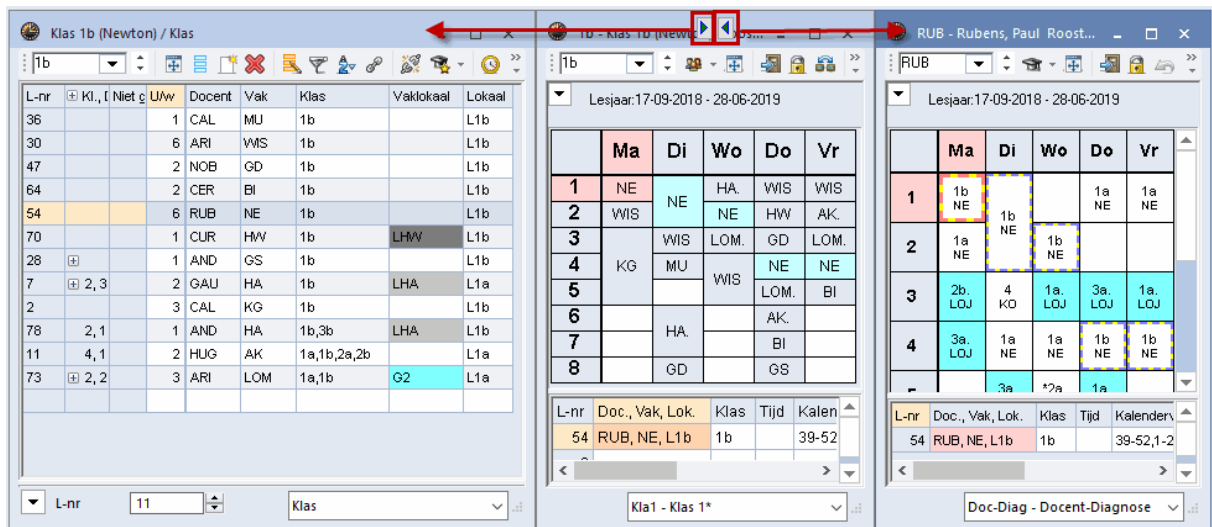 Klas 1b (Newton) / Klas
1b
L-nr Kl., Niet g U/w Docent Vak Klas Vaklokaal Lokaal
36 1 CAL MU 1b L1b
30 6 ARI WIS 1b L1b
47 2 NOB GD 1b L1b
64 2 CER BI 1b L1b
54 6 RUB NE 1b L1b
70 1 CUR HW 1b LHW L1b
28 1 AND GS 1b L1b
7 2, 3 2 GAU HA 1b LHA L1a
2 3 CAL KG 1b L1b
78 2, 1 1 AND HA 1b,3b LHA L1b
11 4, 1 2 HUG AK 1a,1b,2a,2b L1a
73 2, 2 3 ARI LOM 1a,1b G2 L1a
L-nr 11 Klas
1b - Klas 1b
1b
Lesjaar:17-09-2018 - 28-06-2019
Ma Di Wo Do Vr
1 NE NE HA. WIS WIS
2 WIS NE HW AK.
3 KG WIS LOM. GD LOM.
4 MU WIS NE NE
5 LOM. BI
6 HA. AK.
7 BI
8 GD GS
L-nr Doc., Vak, Lok. Klas Tijd Kalen
54 RUB, NE, L1b 1b 39-52
Kla1 - Klas 1*
RUB - Rubens, Paul Roost...
RUB
Lesjaar:17-09-2018 - 28-06-2019
Ma Di Wo Do Vr
1 1b NE 1b NE 1a NE 1a NE
2 1a NE 1b NE
3 2b. LOJ 4 KO 1a. LOJ 3a. LOJ 1a. LOJ
4 3a. LOJ 1a NE 1a NE 1b NE 1b NE
3a *2a 1a
L-nr Doc., Vak, Lok. Klas Tijd Kalenderv
54 RUB, NE, L1b 1b 39-52,1-2
Doc-Diag - Docent-Diagnose